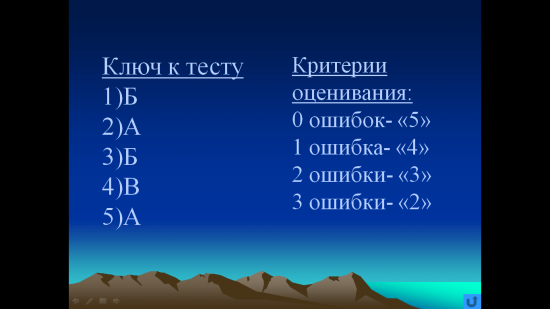 Ключ к тесту
1)Б
2)А
3)Б
4)В
5)А
Критерии
оценивания:
0 ошибок- «5»
1 ошибка- «4»
2 ошибки- «3»
3 ошибки- «2»